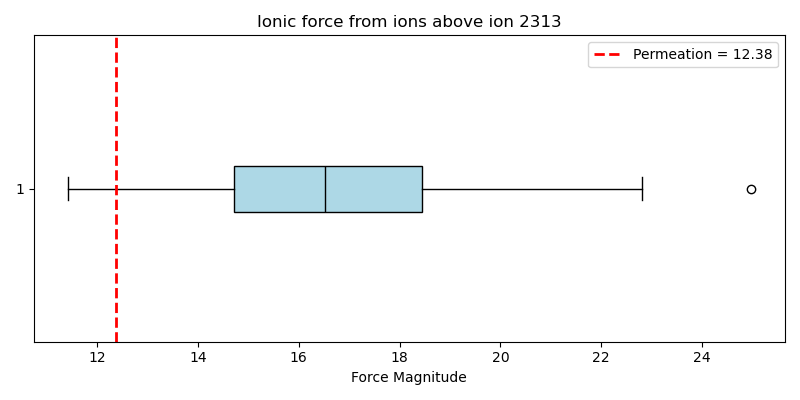 Ionic force from ions above ion 2313
Permeation = 12.38
1
12 14 16 18 20 22 24
Force Magnitude